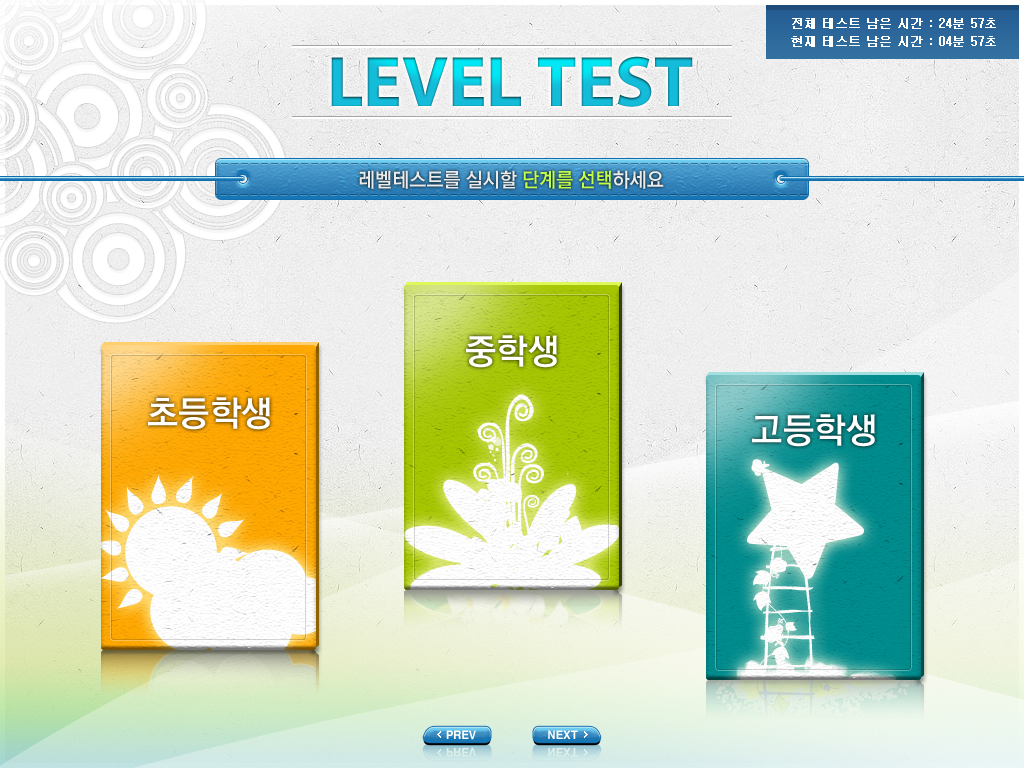 전체 테스트 남은 시간 : 24분 57초
현재 테스트 남은 시간 : 04분 57초
LEVEL TEST
레벨테스트를 실시할 단계를 선택하세요
초등학생
중학생
고등학생
< PREV
NEXT >